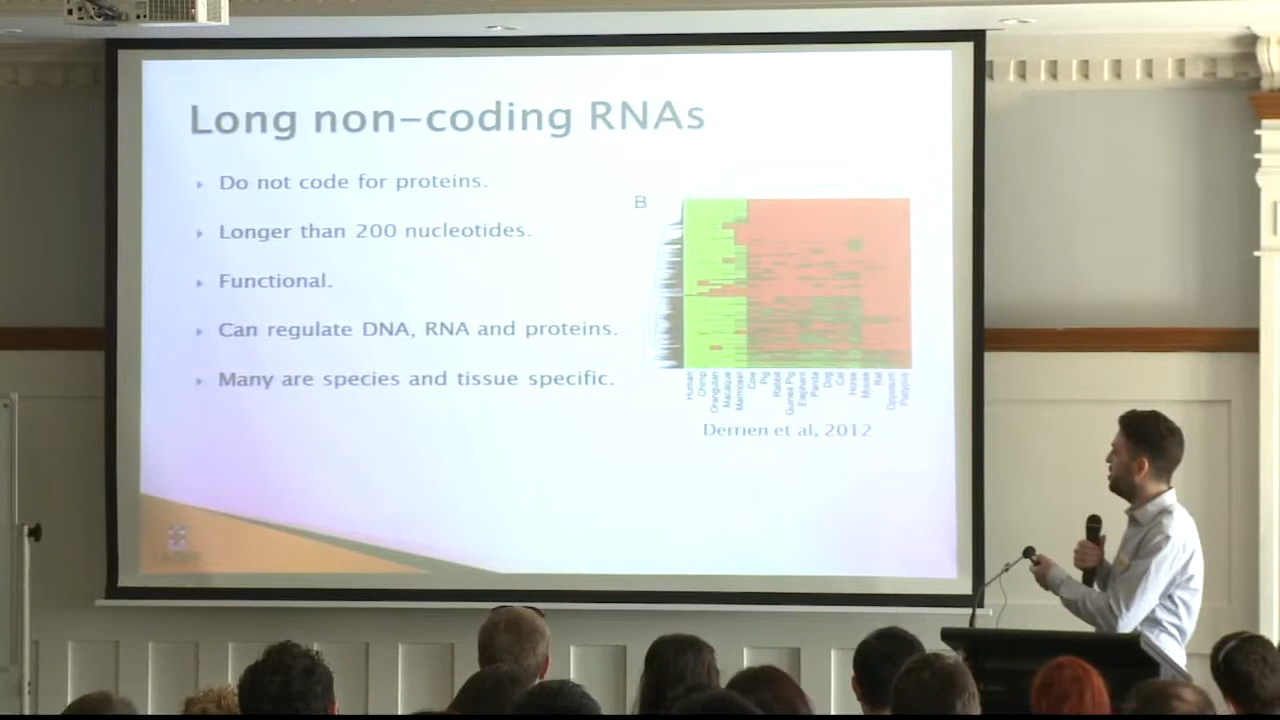 Long non-coding RNAs
Do not code for proteins.
Longer than 200 nucleotides.
Functional.
Can regulate DNA, RNA and proteins.
Many are species and tissue specific.
B
Human
Chimp
Orangutan
Macaque
Marmoset
Cow
Pig
Rabbit
Guinea Pig
Elephant
Panda
Dog
Cat
Horse
Mouse
Rat
Opossum
Platypus
Derrien et al, 2012